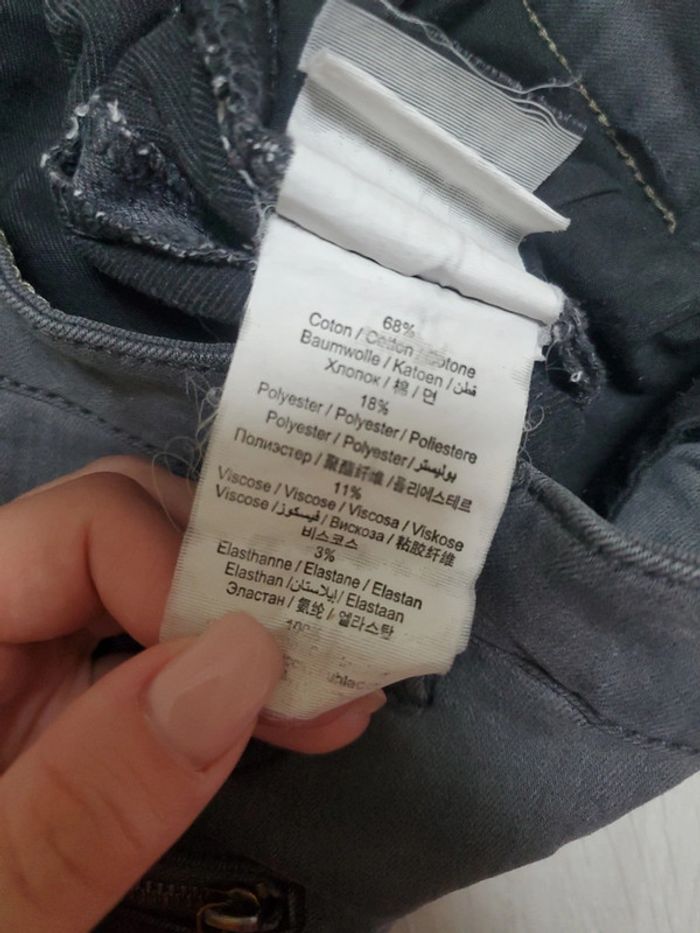 68%
Coton / Cotton / Cotone
Baumwolle / Katoen / قطن
Хлопок / 棉 / 면
18%
Polyester / Polyester / Poliestere
Polyester / Polyester / بوليستر
Полиэстер / 聚酯纤维 / 폴리에스테르
11%
Viscose / Viscose / Viscosa / Viskose
Viscose / فيسكوز / Вискоза / 粘胶纤维
비스코스
3%
Elasthanne / Elastane / Elastan
Elasthan / إيلاستان / Elastaan
Эластан / 氨纶 / 엘라스탄